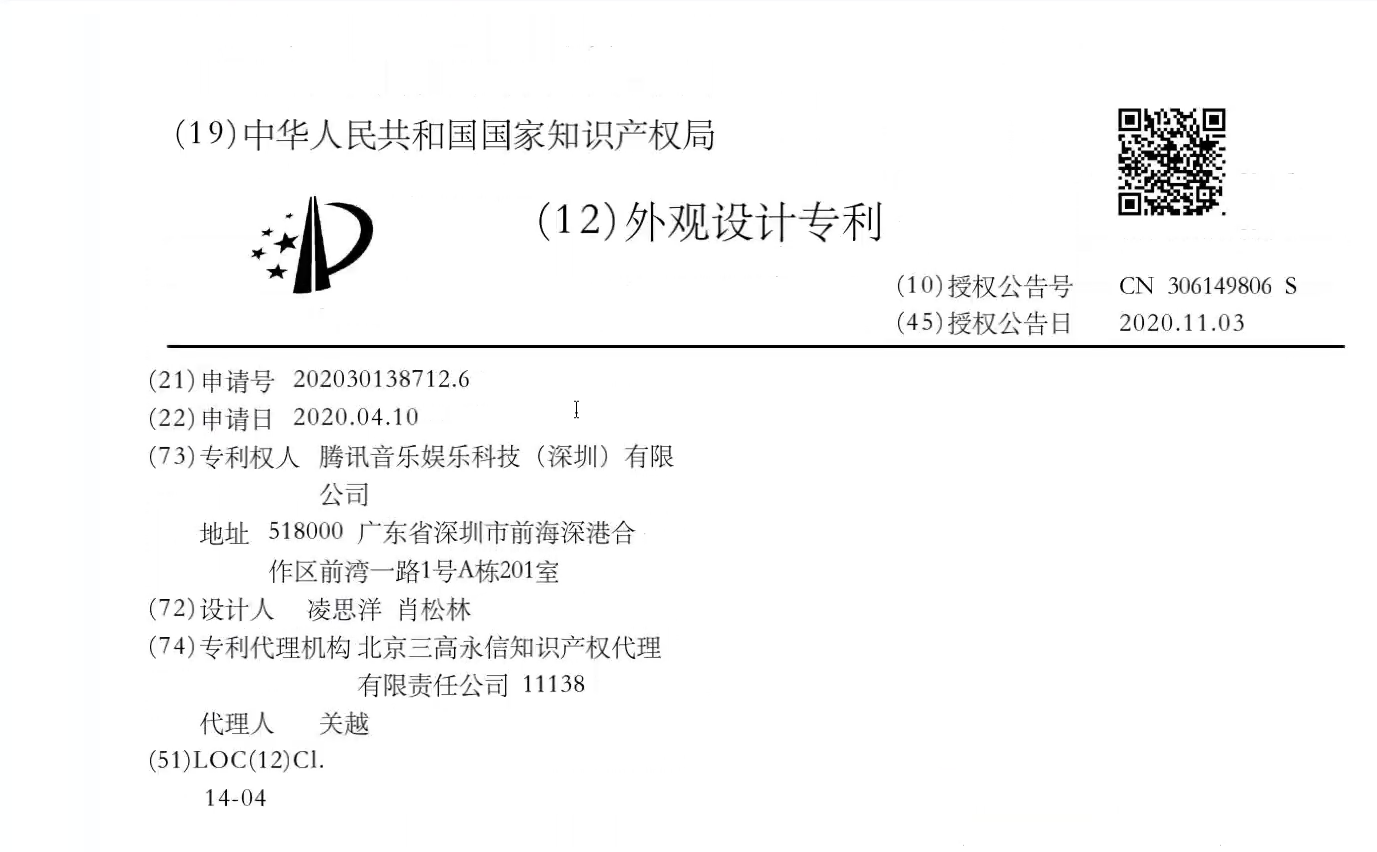 (19)中华人民共和国国家知识产权局
(12)外观设计专利
(10)授权公告号 CN 306149806 S
(45)授权公告日 2020.11.03
(21)申请号 202030138712.6
(22)申请日 2020.04.10
(73)专利权人 腾讯音乐娱乐科技（深圳）有限
公司
地址 518000 广东省深圳市前海深港合
作区前湾一路1号A栋201室
(72)设计人 凌思洋 肖松林
(74)专利代理机构 北京三高永信知识产权代理
有限责任公司 11138
代理人 关越
(51)LOC(12)Cl.
14-04